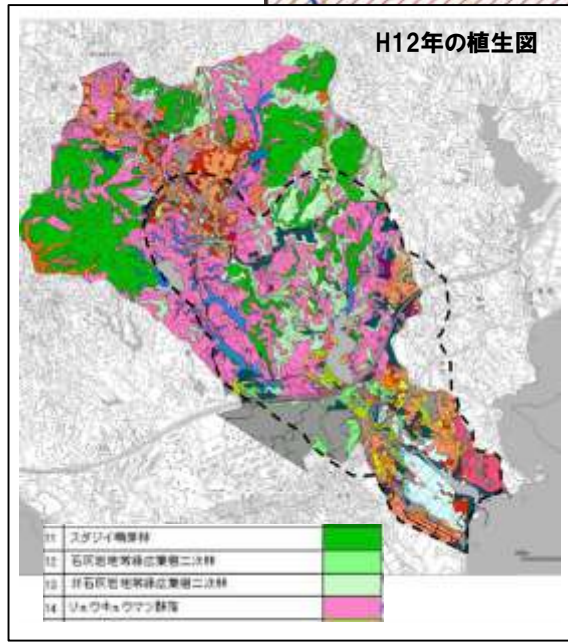 H12年の植生図
11 スダジイ萌芽林
12 石灰岩地常緑広葉樹二次林
13 非石灰岩地常緑広葉樹二次林
14 リュウキュウマツ群落